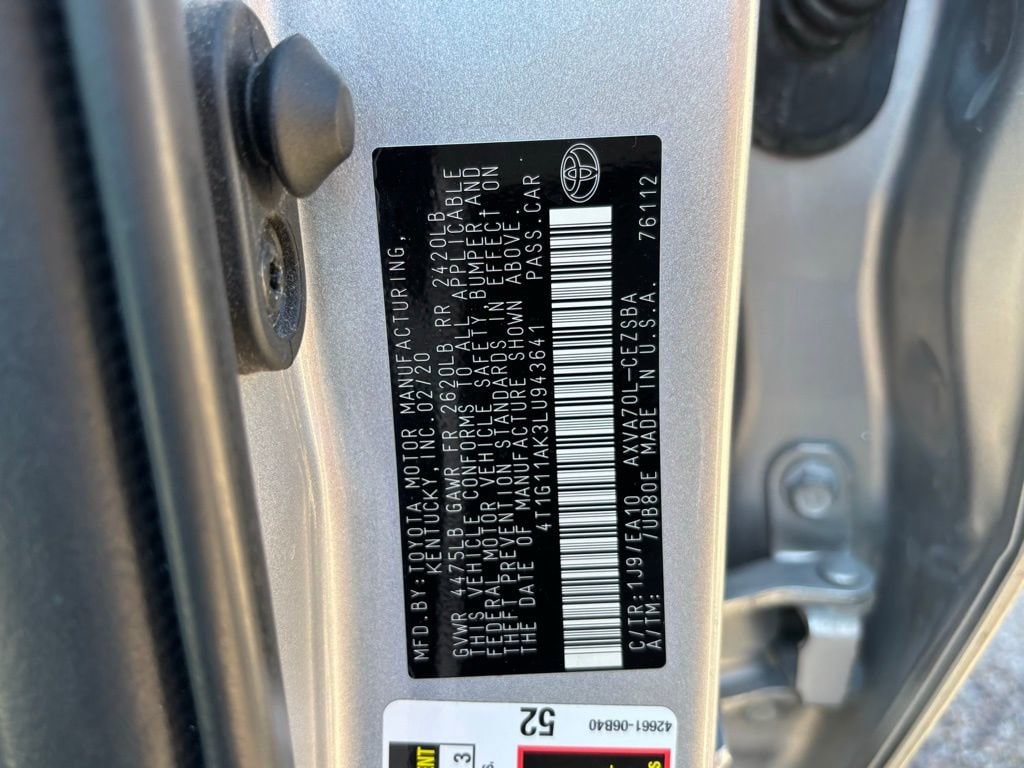 MFD.BY:TOYOTA MOTOR MANUFACTURING,
KENTUCKY, INC. 02/20
GVWR 4475LB GAWR FR 2620LB RR 2420LB
THIS VEHICLE CONFORMS TO ALL APPLICABLE
FEDERAL MOTOR VEHICLE SAFETY, BUMPER AND
THEFT PREVENTION STANDARDS IN EFFECT ON
THE DATE OF MANUFACTURE SHOWN ABOVE.
4T1G11AK3LU943641 PASS.CAR
C/TR:1J9/EA10 AXVA70L-CEZSBA
A/TM: /UB80E MADE IN U.S.A. 76112
52
42661-06B40
3